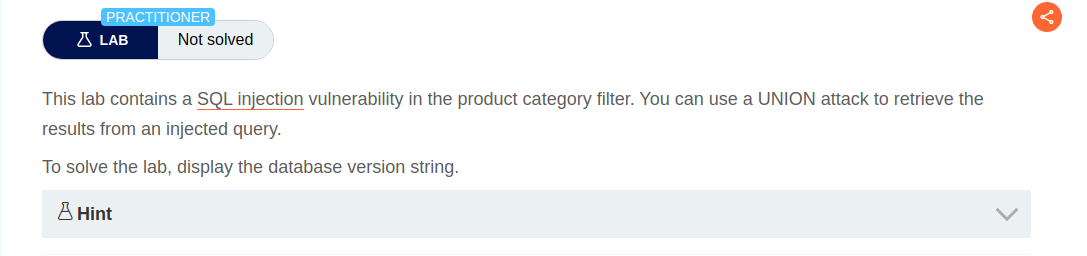 PRACTITIONER
LAB
Not solved
This lab contains a SQL injection vulnerability in the product category filter. You can use a UNION attack to retrieve the
results from an injected query.
To solve the lab, display the database version string.
Hint